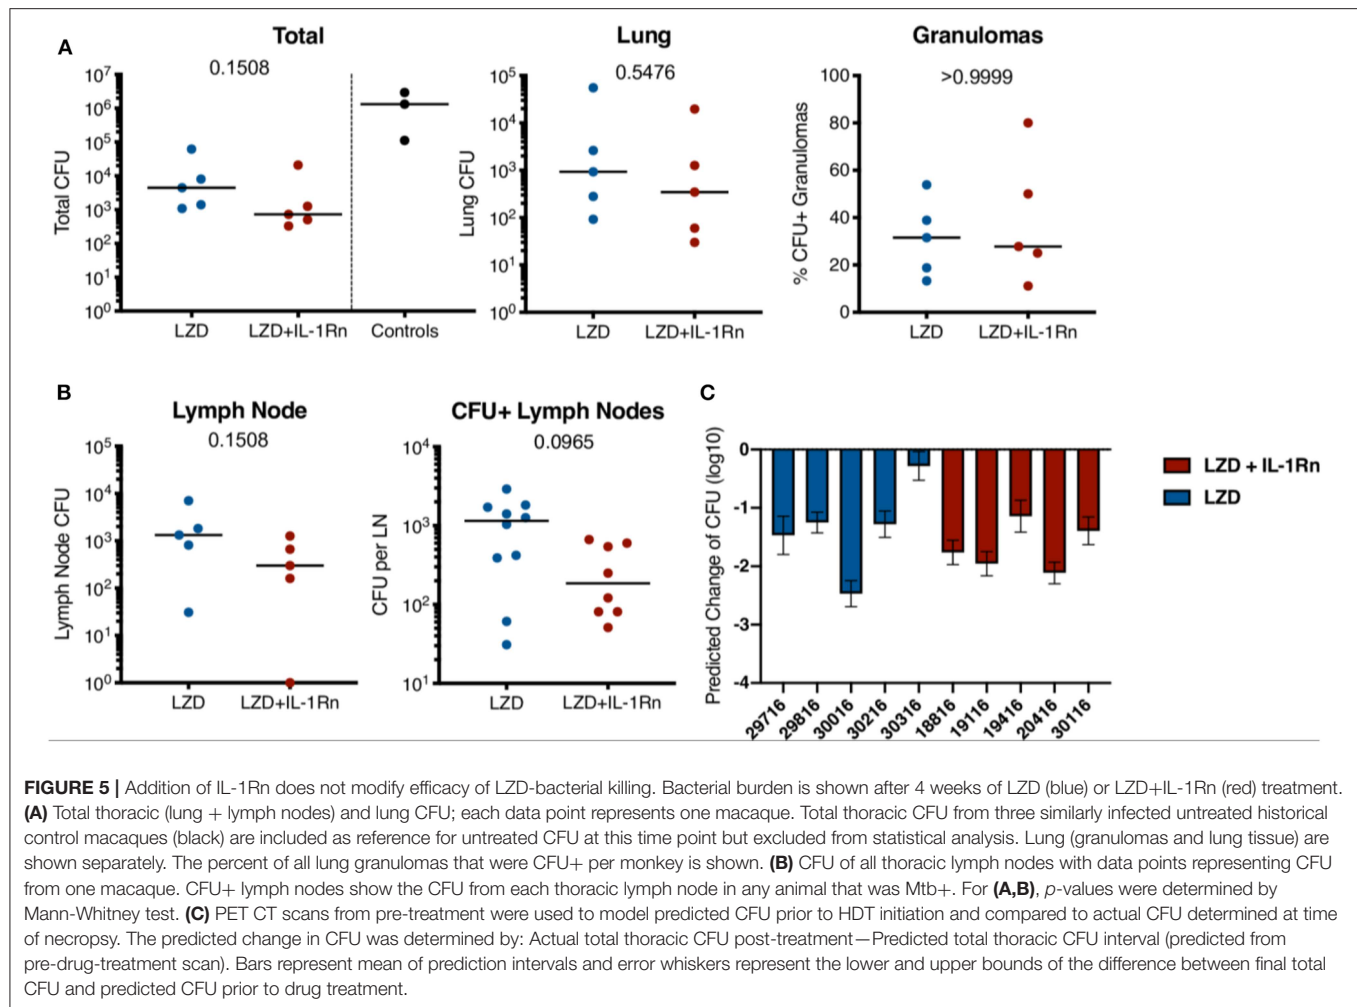 A
Total
Lung
Granulomas
0.1508
0.5476
>0.9999
Total CFU
10⁷
10⁶
10⁵
10⁴
10³
10²
10¹
10⁰
LZD
LZD+IL-1Rn
Controls
Lung CFU
10⁵
10⁴
10³
10²
10¹
10⁰
LZD
LZD+IL-1Rn
% CFU+ Granulomas
100
80
60
40
20
0
LZD
LZD+IL-1Rn
B
Lymph Node
0.1508
Lymph Node CFU
10⁵
10⁴
10³
10²
10¹
10⁰
LZD
LZD+IL-1Rn
CFU+ Lymph Nodes
0.0965
CFU per LN
10⁴
10³
10²
10¹
LZD
LZD+IL-1Rn
C
Predicted Change of CFU (log10)
0
-1
-2
-3
-4
29716
29816
30016
30216
30316
18816
19116
19416
20416
30116
LZD + IL-1Rn
LZD
FIGURE 5 | Addition of IL-1Rn does not modify efficacy of LZD-bacterial killing. Bacterial burden is shown after 4 weeks of LZD (blue) or LZD+IL-1Rn (red) treatment.
(A) Total thoracic (lung + lymph nodes) and lung CFU; each data point represents one macaque. Total thoracic CFU from three similarly infected untreated historical
control macaques (black) are included as reference for untreated CFU at this time point but excluded from statistical analysis. Lung (granulomas and lung tissue) are
shown separately. The percent of all lung granulomas that were CFU+ per monkey is shown. (B) CFU of all thoracic lymph nodes with data points representing CFU
from one macaque. CFU+ lymph nodes show the CFU from each thoracic lymph node in any animal that was Mtb+. For (A,B), p-values were determined by
Mann-Whitney test. (C) PET CT scans from pre-treatment were used to model predicted CFU prior to HDT initiation and compared to actual CFU determined at time
of necropsy. The predicted change in CFU was determined by: Actual total thoracic CFU post-treatment—Predicted total thoracic CFU interval (predicted from
pre-drug-treatment scan). Bars represent mean of prediction intervals and error whiskers represent the lower and upper bounds of the difference between final total
CFU and predicted CFU prior to drug treatment.